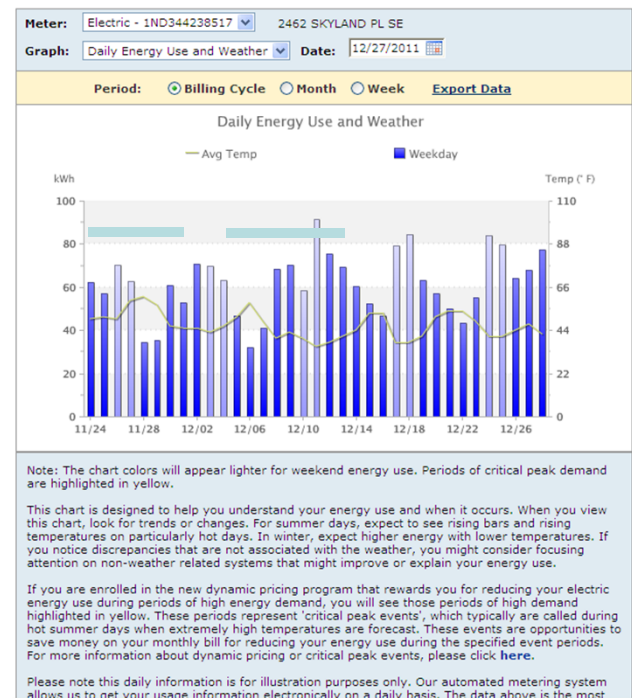 Meter: Electric - 1ND344238517 2462 SKYLAND PL SE
Graph: Daily Energy Use and Weather Date: 12/27/2011
Period: Billing Cycle Month Week Export Data
Daily Energy Use and Weather
Avg Temp Weekday
kWh Temp (° F)
100 110
80 88
60 66
40 44
20 22
0 0
11/24 11/28 12/02 12/06 12/10 12/14 12/18 12/22 12/26
Note: The chart colors will appear lighter for weekend energy use. Periods of critical peak demand
are highlighted in yellow.
This chart is designed to help you understand your energy use and when it occurs. When you view
this chart, look for trends or changes. For summer days, expect to see rising bars and rising
temperatures on particularly hot days. In winter, expect higher energy with lower temperatures. If
you notice discrepancies that are not associated with the weather, you might consider focusing
attention on non-weather related systems that might improve or explain your energy use.
If you are enrolled in the new dynamic pricing program that rewards you for reducing your electric
energy use during periods of high energy demand, you will see those periods of high demand
highlighted in yellow. These periods represent 'critical peak events', which typically are called during
hot summer days when extremely high temperatures are forecast. These events are opportunities to
save money on your monthly bill for reducing your energy use during the specified event periods.
For more information about dynamic pricing or critical peak events, please click here.
Please note this daily information is for illustration purposes only. Our automated metering system
allows us to get your usage information electronically on a daily basis. The data above is the most